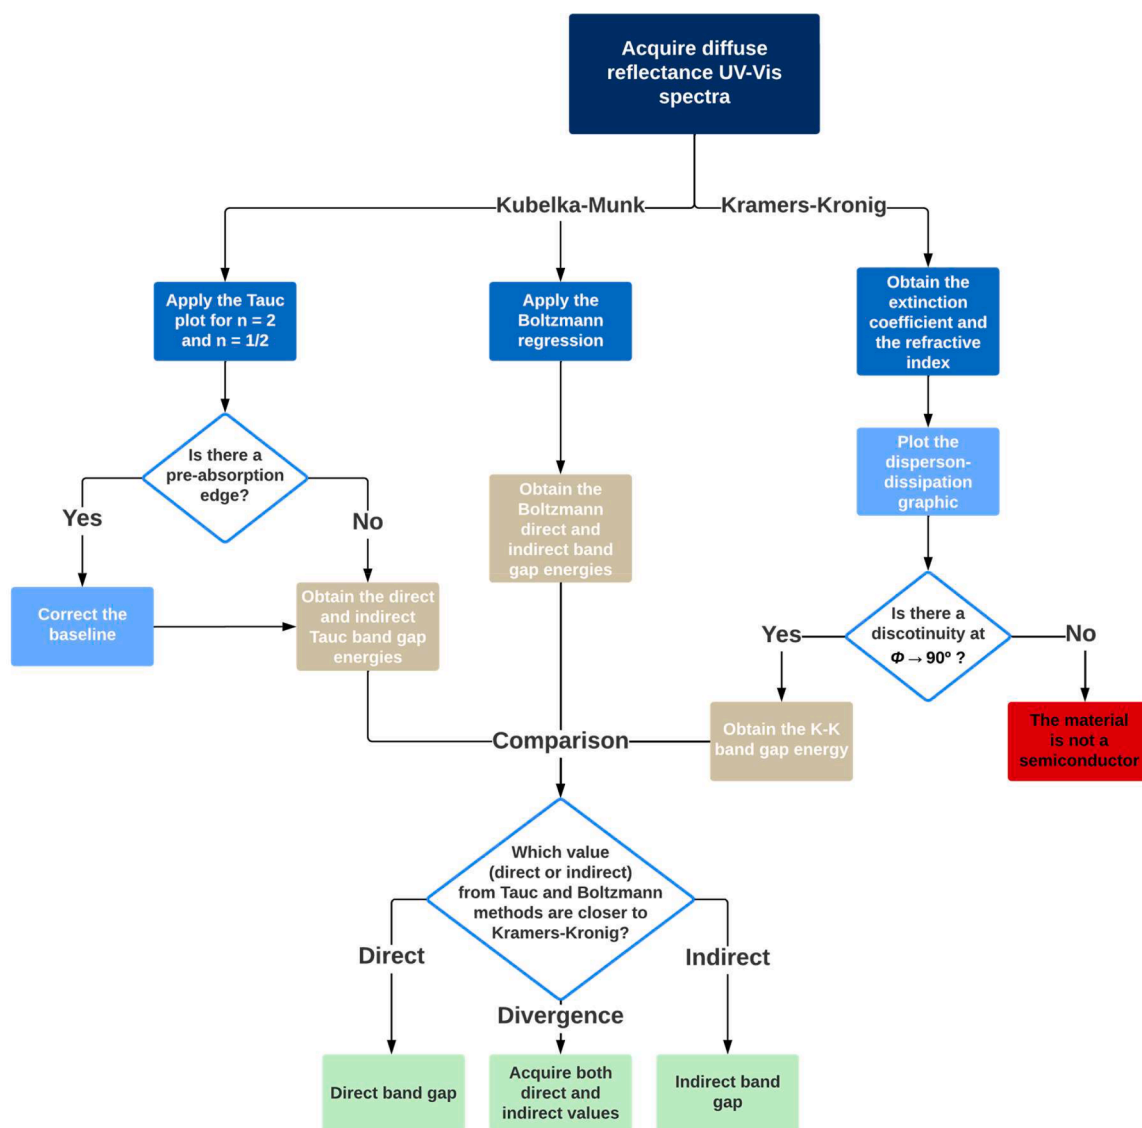 Acquire diffuse
reflectance UV-Vis
spectra
Kubelka-Munk
Kramers-Kronig
Apply the Tauc
plot for n = 2
and n = 1/2
Apply the
Boltzmann
regression
Obtain the
extinction
coefficient and
the refractive
index
Is there a
pre-absorption
edge?
Plot the
disperson-
dissipation
graphic
Yes
No
Obtain the
Boltzmann
direct and
indirect band
gap energies
Correct the
baseline
Obtain the direct
and indirect
Tauc band gap
energies
Is there a
discotinuity at
Φ → 90º ?
Yes
No
Obtain the K-K
band gap energy
The material
is not a
semiconductor
Comparison
Which value
(direct or indirect)
from Tauc and Boltzmann
methods are closer to
Kramers-Kronig?
Direct
Indirect
Divergence
Direct band gap
Acquire both
direct and
indirect values
Indirect band
gap